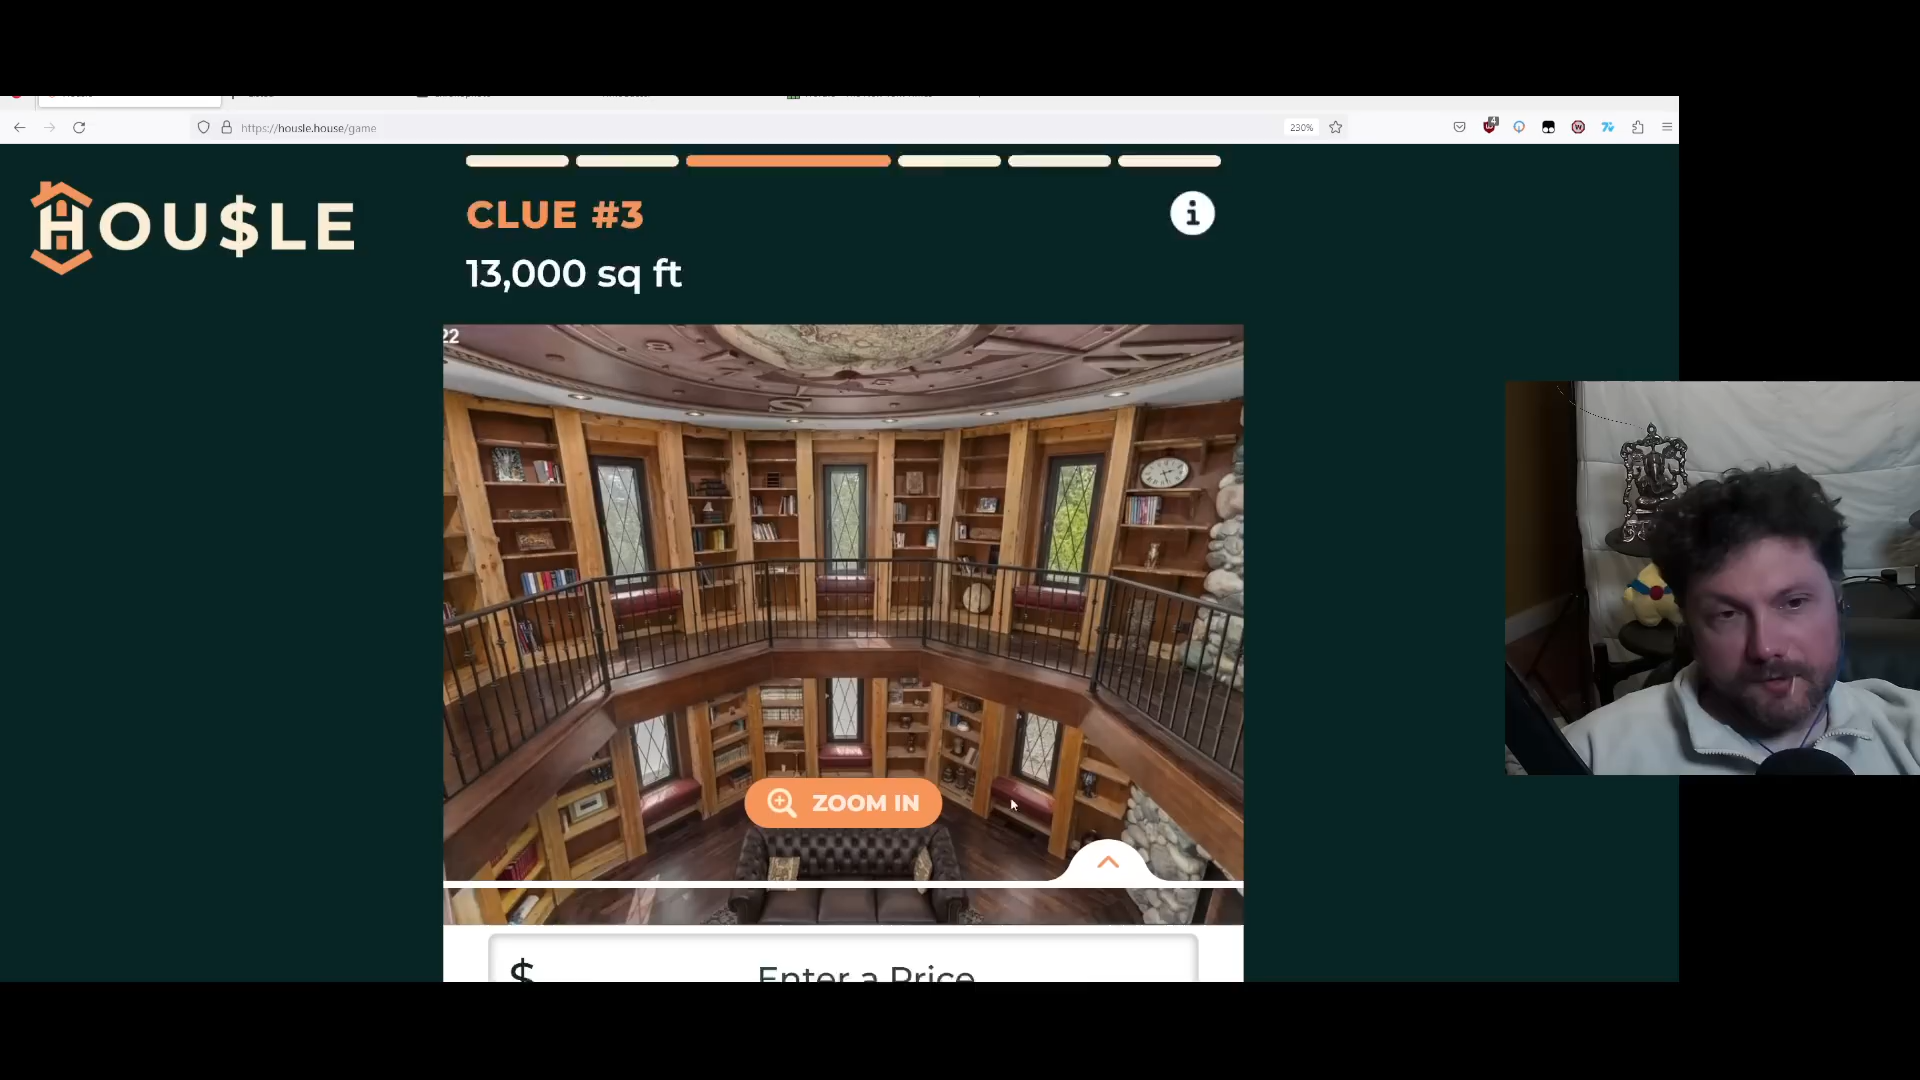 https://housle.house/game
230%
HOU$LE
CLUE #3
13,000 sq ft
22
ZOOM IN
$
Enter a Price